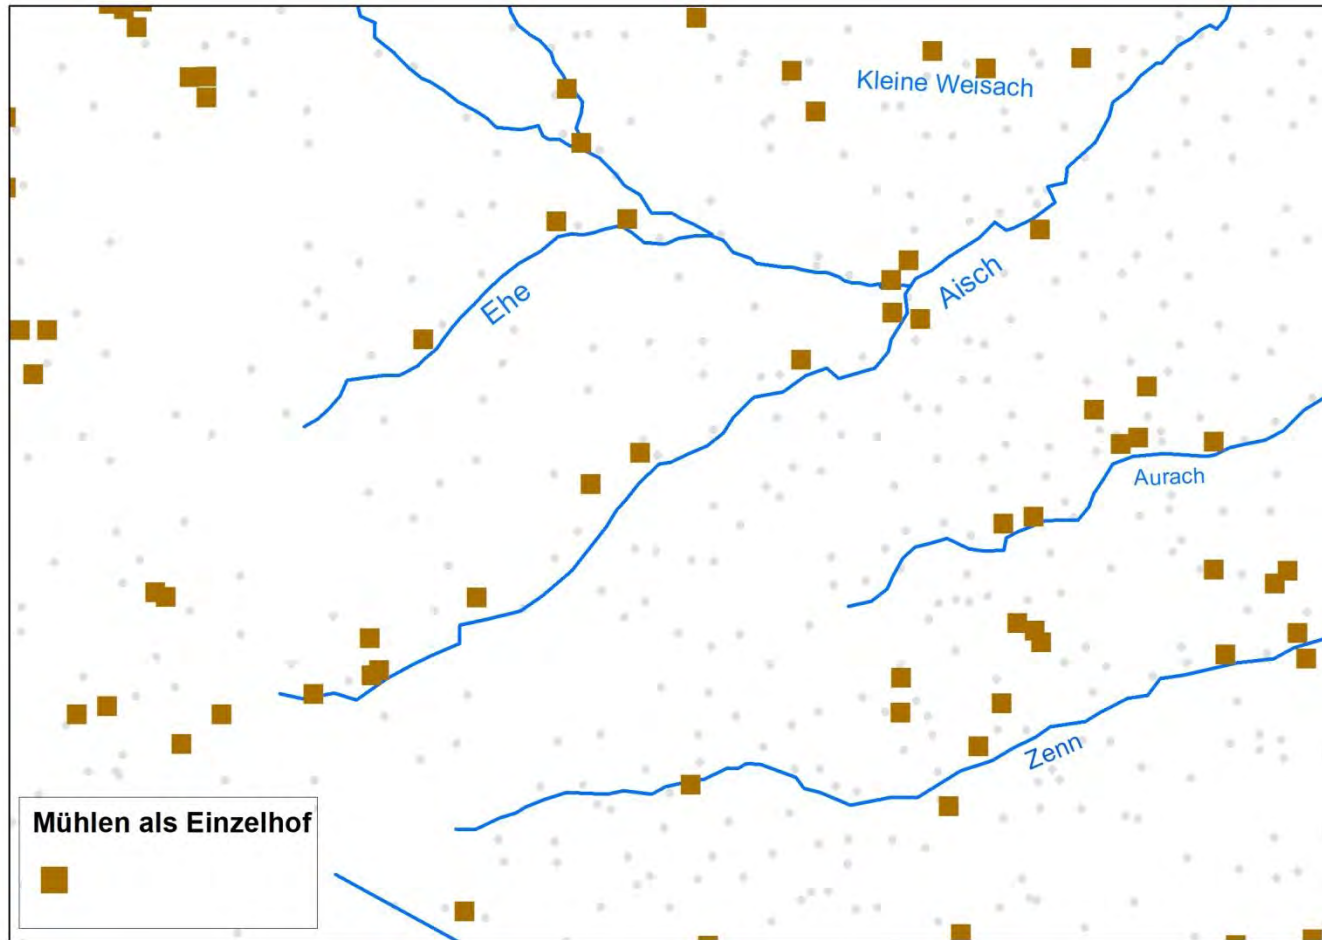 Kleine Weisach
Aisch
Ehe
Aurach
Zenn
Mühlen als Einzelhof